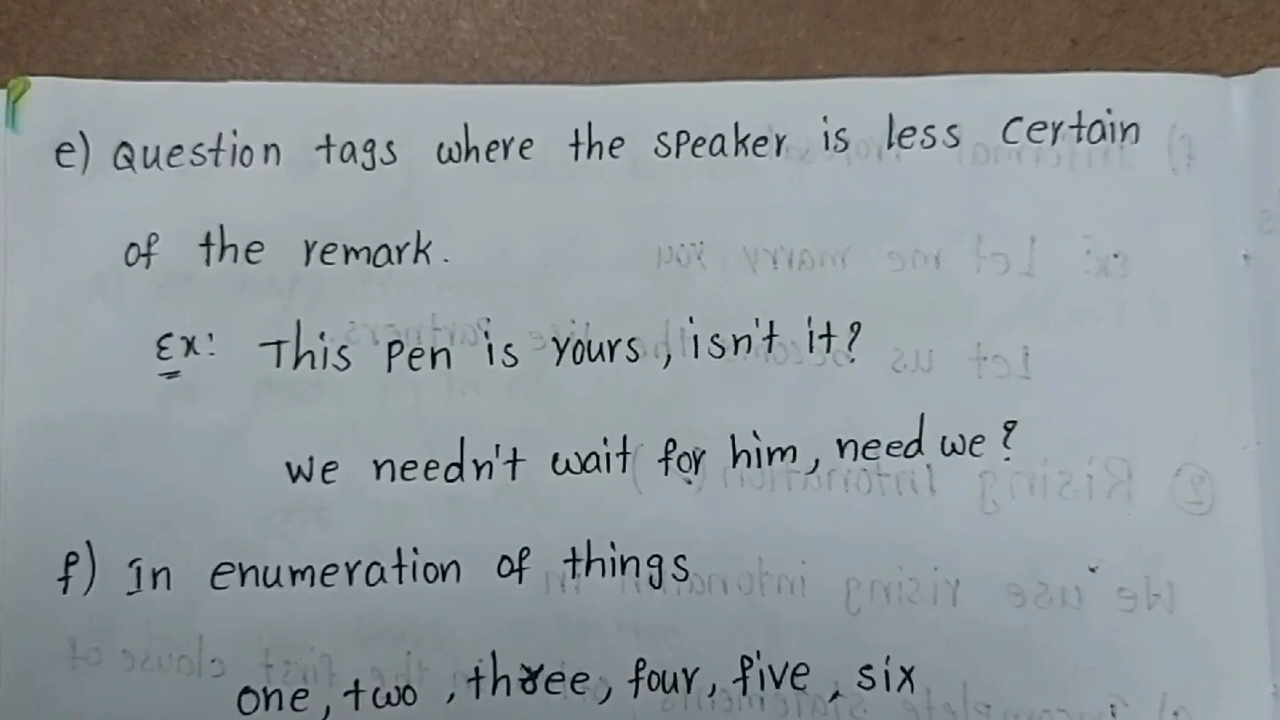 e) Question tags where the speaker is less certain
of the remark.
Ex: This pen is yours, isn't it?
We needn't wait for him, need we?
f) In enumeration of things
one, two, three, four, five, six